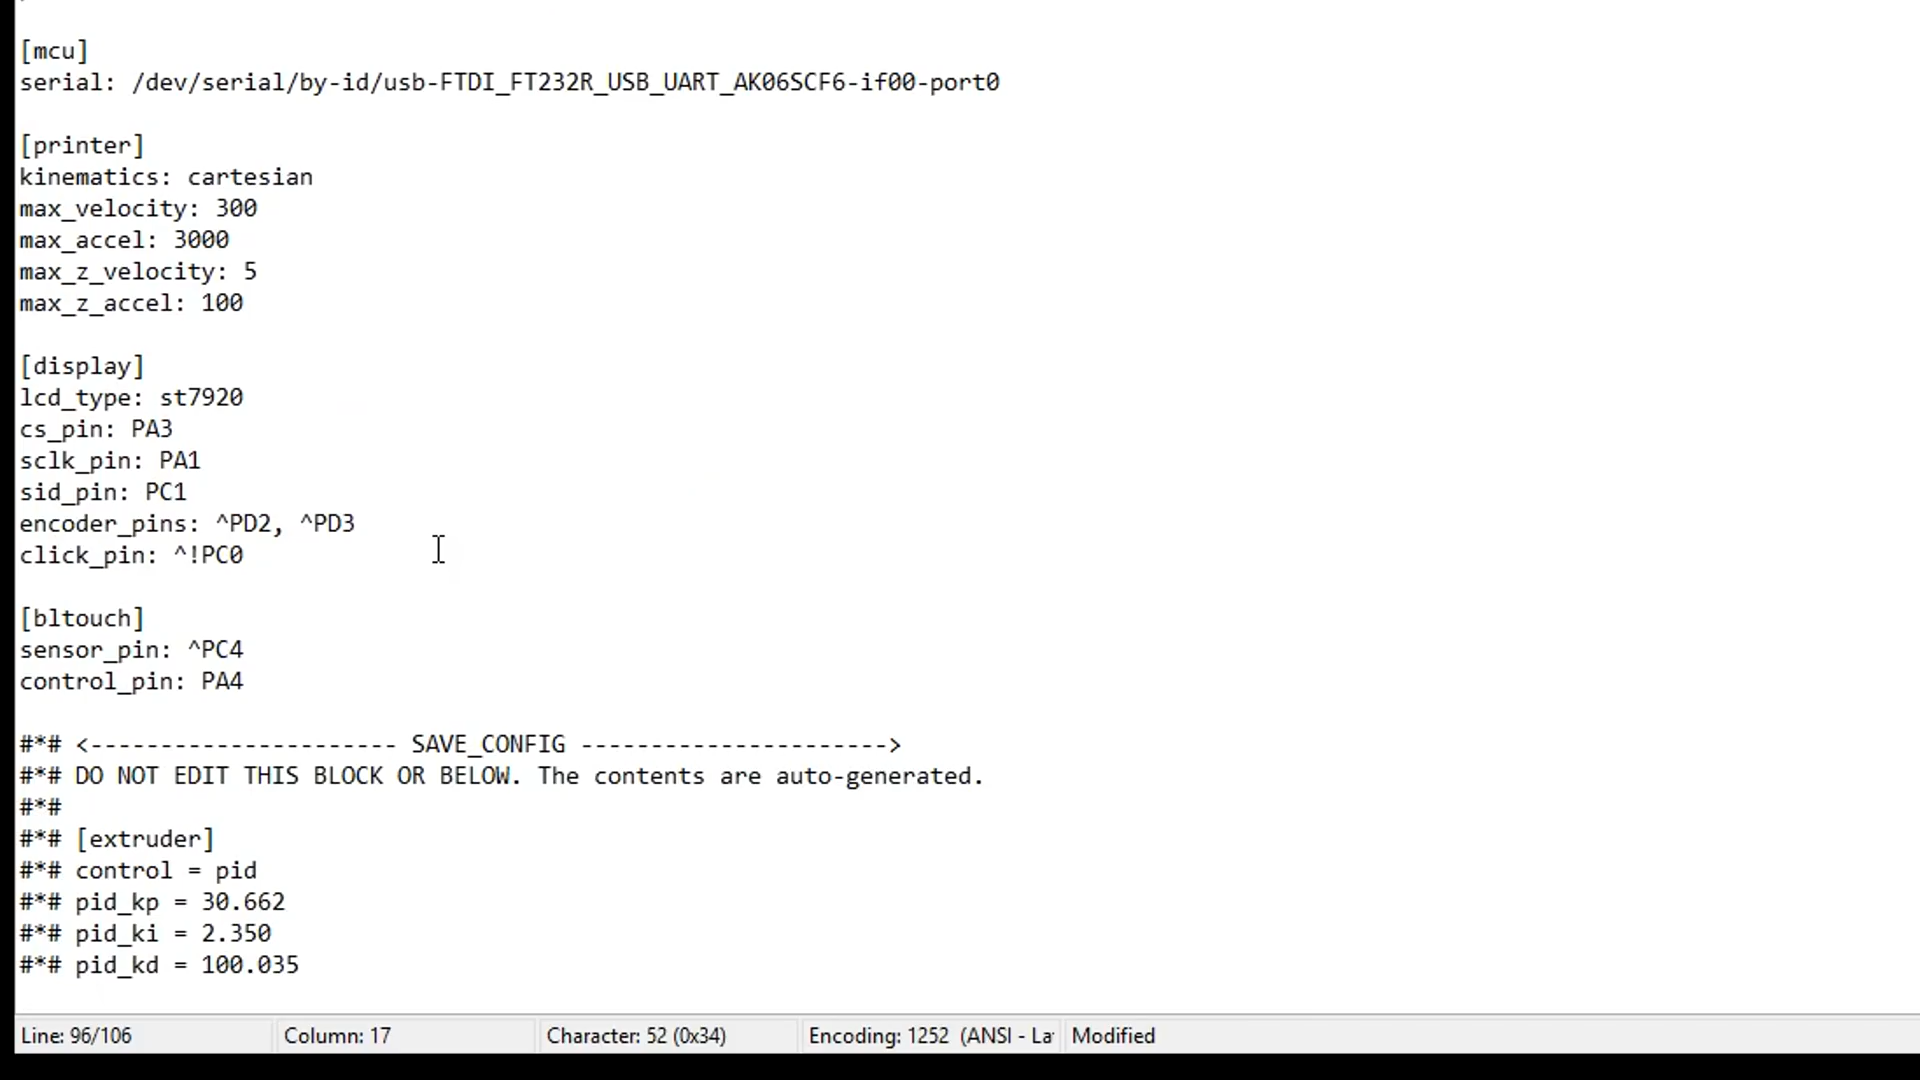 [mcu]
serial: /dev/serial/by-id/usb-FTDI_FT232R_USB_UART_AK06SCF6-if00-port0
[printer]
kinematics: cartesian
max_velocity: 300
max_accel: 3000
max_z_velocity: 5
max_z_accel: 100
[display]
lcd_type: st7920
cs_pin: PA3
sclk_pin: PA1
sid_pin: PC1
encoder_pins: ^PD2, ^PD3
click_pin: ^!PC0
[bltouch]
sensor_pin: ^PC4
control_pin: PA4
#*# <---------------------- SAVE_CONFIG ---------------------->
#*# DO NOT EDIT THIS BLOCK OR BELOW. The contents are auto-generated.
#*#
#*# [extruder]
#*# control = pid
#*# pid_kp = 30.662
#*# pid_ki = 2.350
#*# pid_kd = 100.035
Line: 96/106 Column: 17 Character: 52 (0x34) Encoding: 1252 (ANSI - La Modified